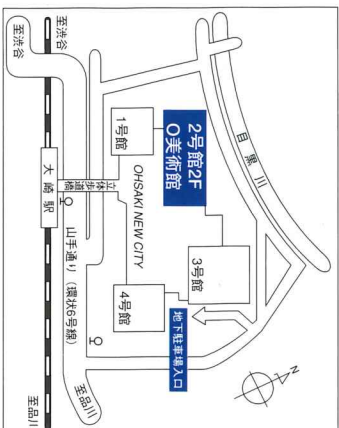 至渋谷
至渋谷
目黒川
2号館2F
O美術館
1号館
3号館
4号館
OHSAKI NEW CITY
地下駐車場入口
立体歩道橋
大崎駅
山手通り（環状6号線）
至品川
至品川
N